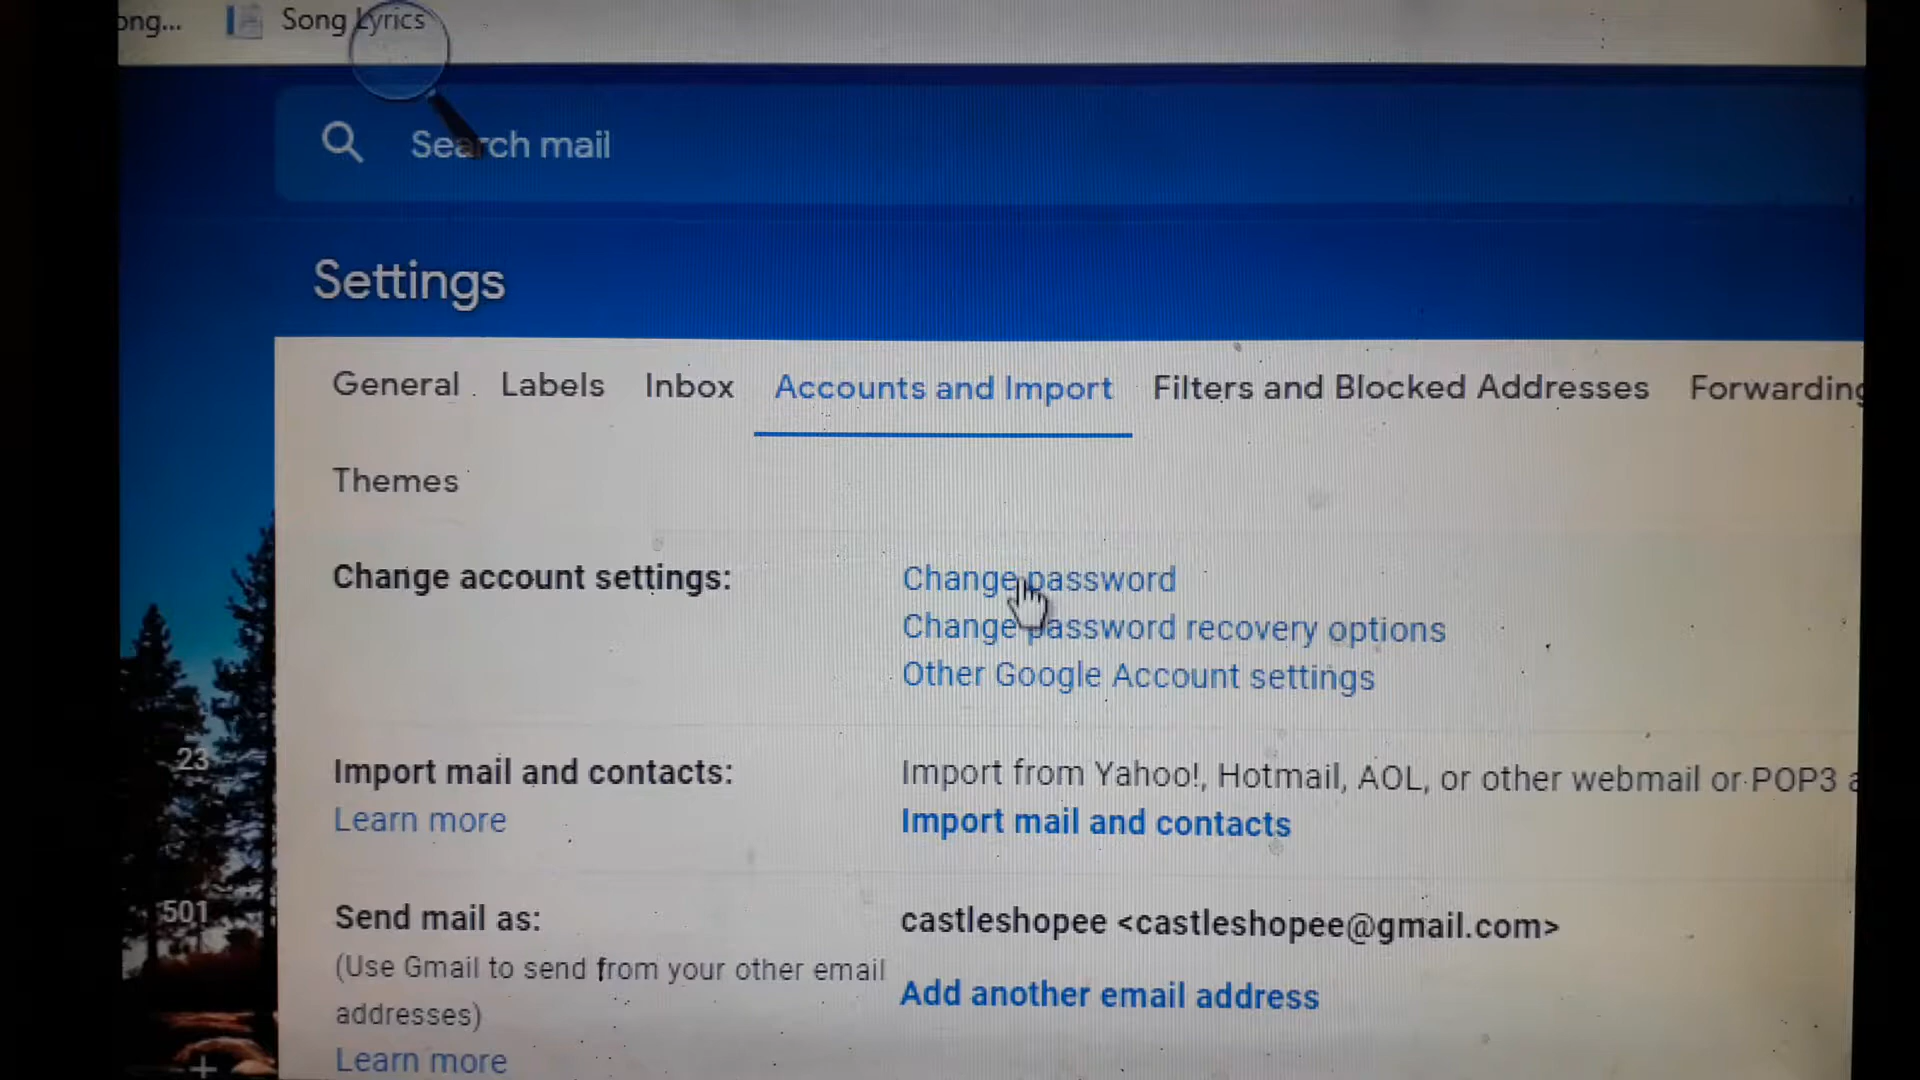 ong...
Song Lyrics
Search mail
Settings
General Labels Inbox Accounts and Import Filters and Blocked Addresses Forwarding
Themes
Change account settings:
Change password
Change password recovery options
Other Google Account settings
23
Import mail and contacts:
Import from Yahoo!, Hotmail, AOL, or other webmail or POP3 a
Learn more
Import mail and contacts
501
Send mail as:
castleshopee <castleshopee@gmail.com>
(Use Gmail to send from your other email
addresses)
Add another email address
Learn more